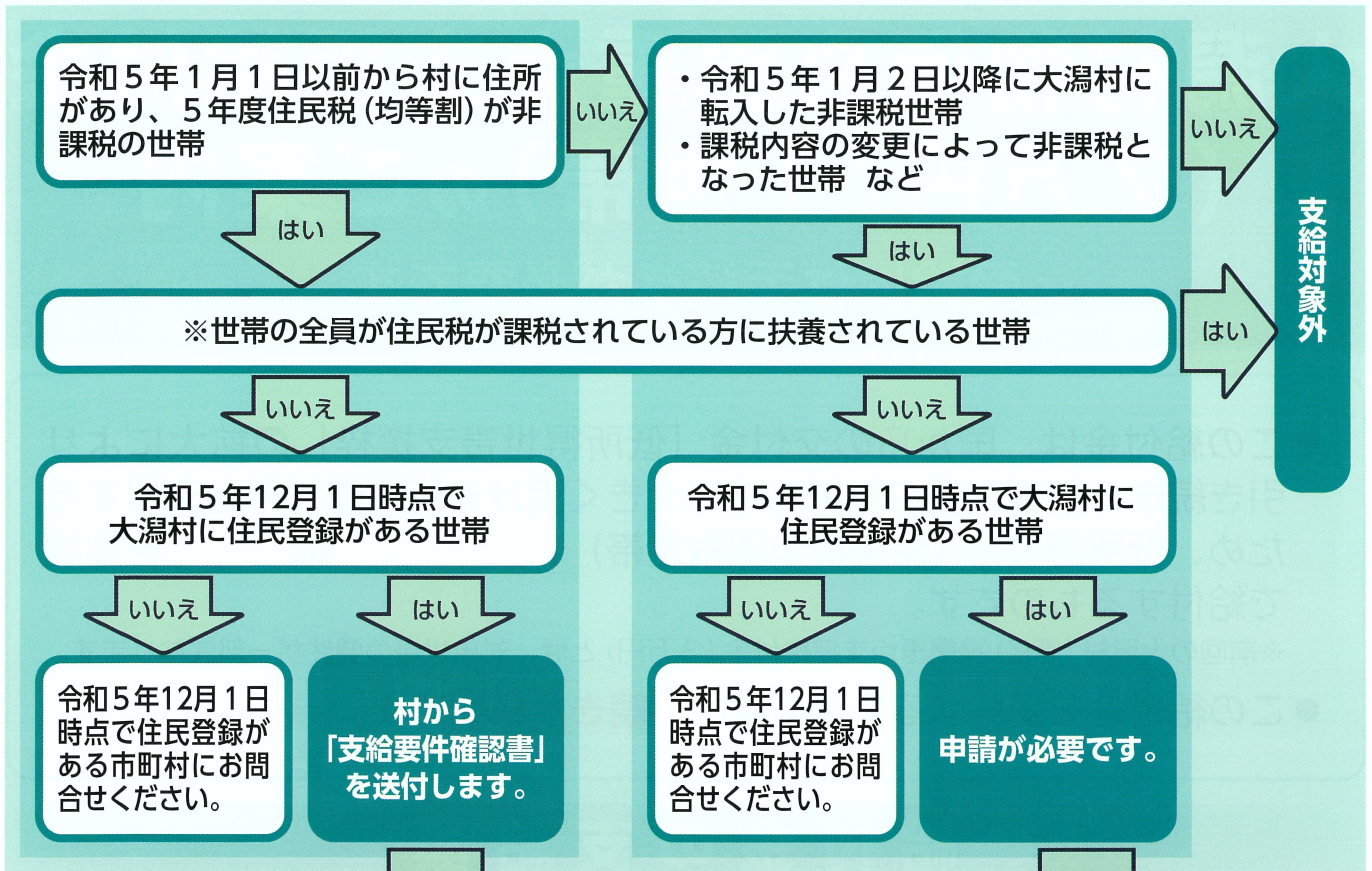 令和５年１月１日以前から村に住所
があり、５年度住民税（均等割）が非
課税の世帯
いいえ
・令和５年１月２日以降に大潟村に
転入した非課税世帯
・課税内容の変更によって非課税と
なった世帯 など
いいえ
支給対象外
はい
はい
※世帯の全員が住民税が課税されている方に扶養されている世帯
はい
いいえ
いいえ
令和５年12月１日時点で
大潟村に住民登録がある世帯
令和５年12月１日時点で大潟村に
住民登録がある世帯
いいえ
はい
いいえ
はい
令和５年12月１日
時点で住民登録が
ある市町村にお問
合せください。
村から
「支給要件確認書」
を送付します。
令和５年12月１日
時点で住民登録が
ある市町村にお問
合せください。
申請が必要です。